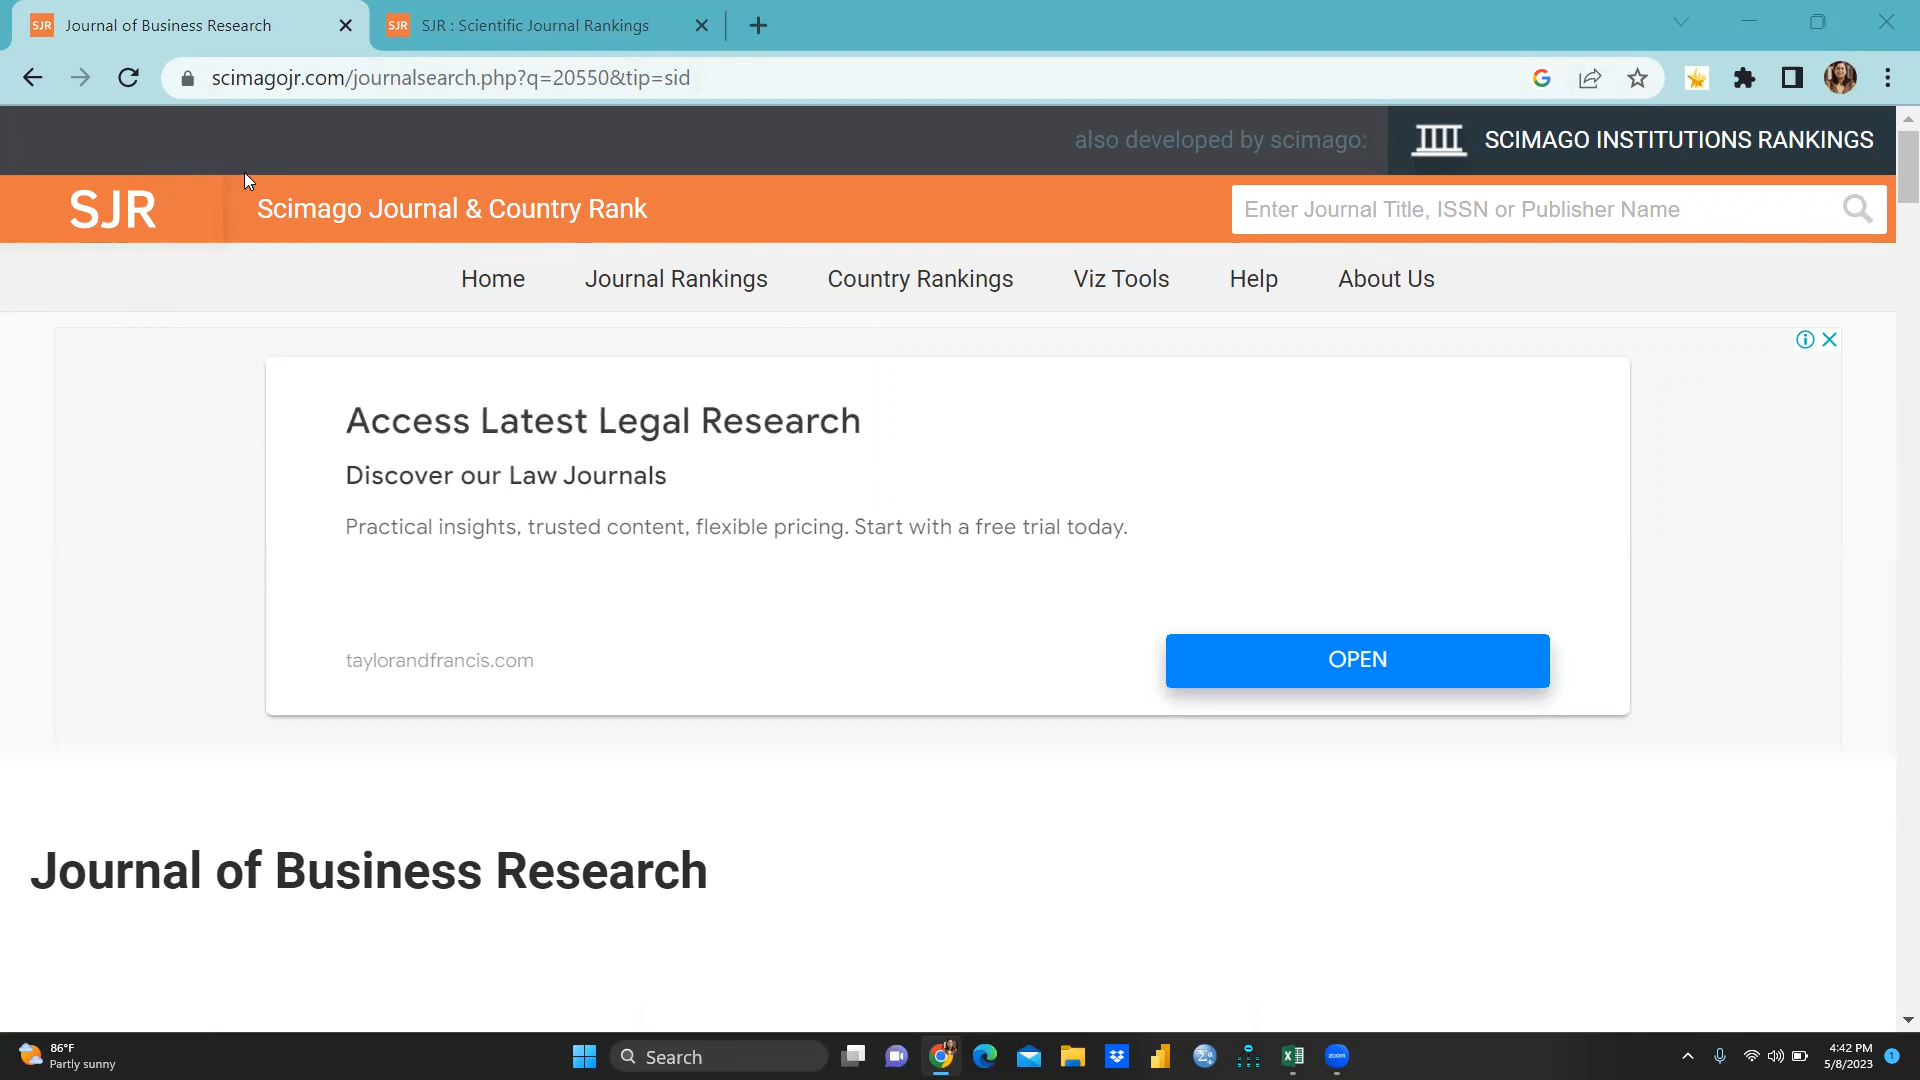 SJR Journal of Business Research
SJR SJR : Scientific Journal Rankings
scimagojr.com/journalsearch.php?q=20550&tip=sid
also developed by scimago:
SCIMAGO INSTITUTIONS RANKINGS
SJR
Scimago Journal & Country Rank
Enter Journal Title, ISSN or Publisher Name
Home Journal Rankings Country Rankings Viz Tools Help About Us
Access Latest Legal Research
Discover our Law Journals
Practical insights, trusted content, flexible pricing. Start with a free trial today.
taylorandfrancis.com
OPEN
Journal of Business Research
86°F
Partly sunny
Search
zoom
4:42 PM
5/8/2023
1